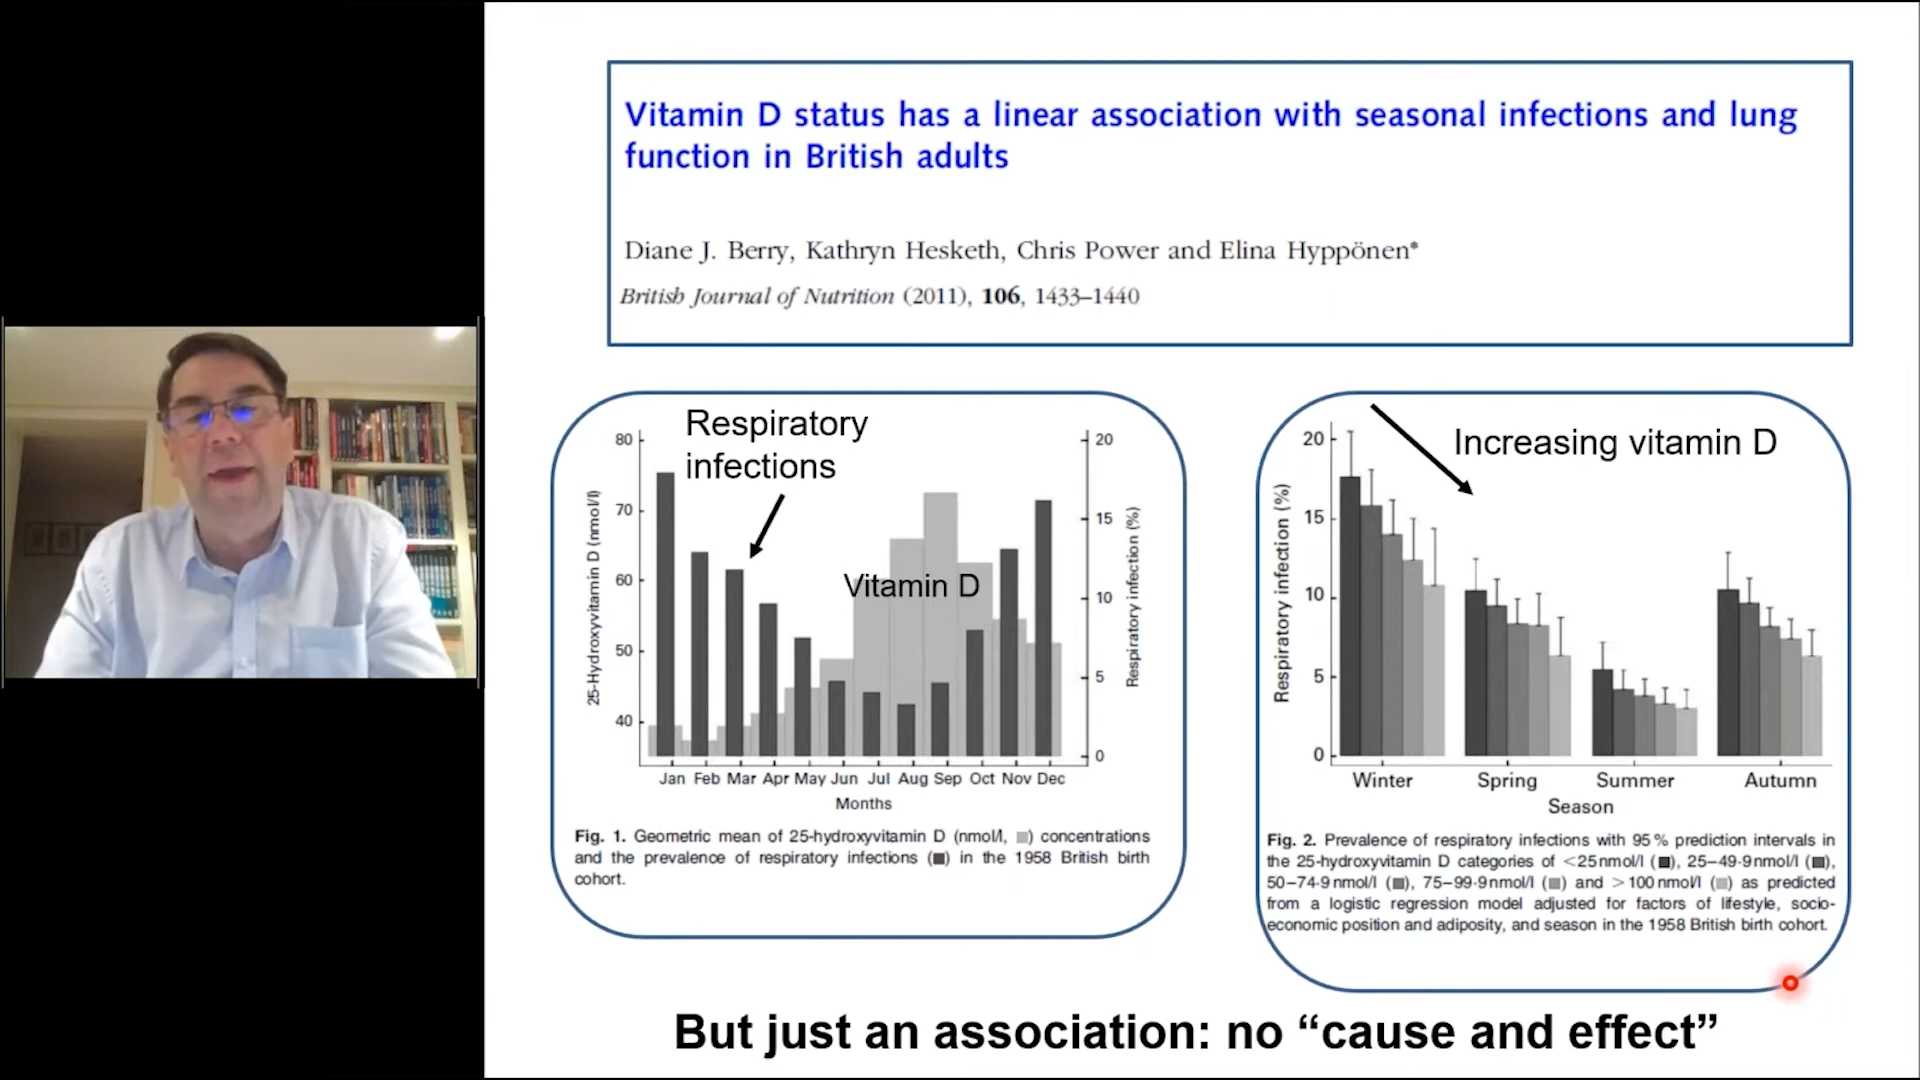 Vitamin D status has a linear association with seasonal infections and lung
function in British adults
Diane J. Berry, Kathryn Hesketh, Chris Power and Elina Hyppönen*
British Journal of Nutrition (2011), 106, 1433–1440
Respiratory
infections
Vitamin D
80
70
60
50
40
25-Hydroxyvitamin D (nmol/l)
20
15
10
5
0
Respiratory infection (%)
Jan Feb Mar Apr May Jun Jul Aug Sep Oct Nov Dec
Months
Fig. 1. Geometric mean of 25-hydroxyvitamin D (nmol/l, ■) concentrations
and the prevalence of respiratory infections (■) in the 1958 British birth
cohort.
Increasing vitamin D
20
15
10
5
0
Respiratory infection (%)
Winter Spring Summer Autumn
Season
Fig. 2. Prevalence of respiratory infections with 95 % prediction intervals in
the 25-hydroxyvitamin D categories of <25 nmol/l (■), 25–49·9 nmol/l (■),
50–74·9 nmol/l (■), 75–99·9 nmol/l (■) and >100 nmol/l (■) as predicted
from a logistic regression model adjusted for factors of lifestyle, socio-
economic position and adiposity, and season in the 1958 British birth cohort.
But just an association: no “cause and effect”